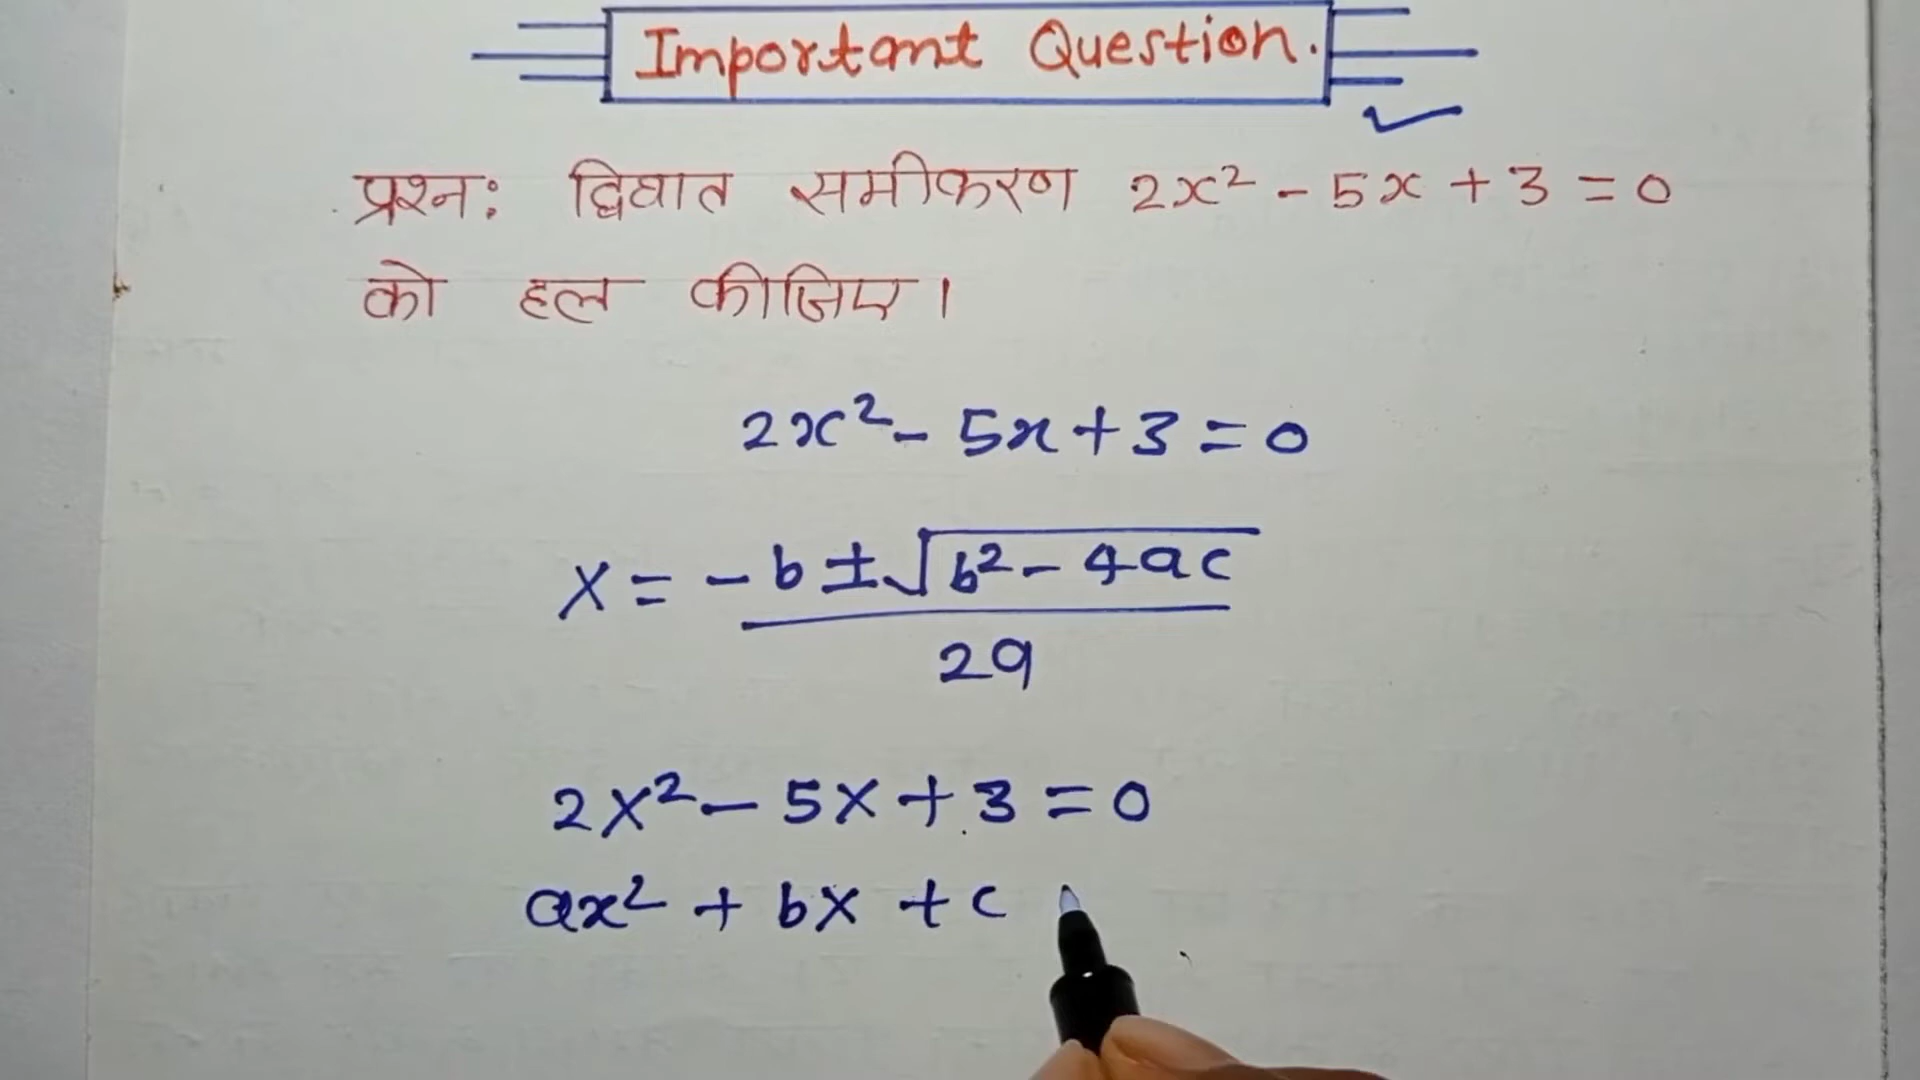 Important Question.
प्रश्न: द्विघात समीकरण 2x² - 5x + 3 = 0
को हल कीजिए।
2x² - 5x + 3 = 0
x = -b ± √(b² - 4ac)
2a
2x² - 5x + 3 = 0
ax² + bx + c